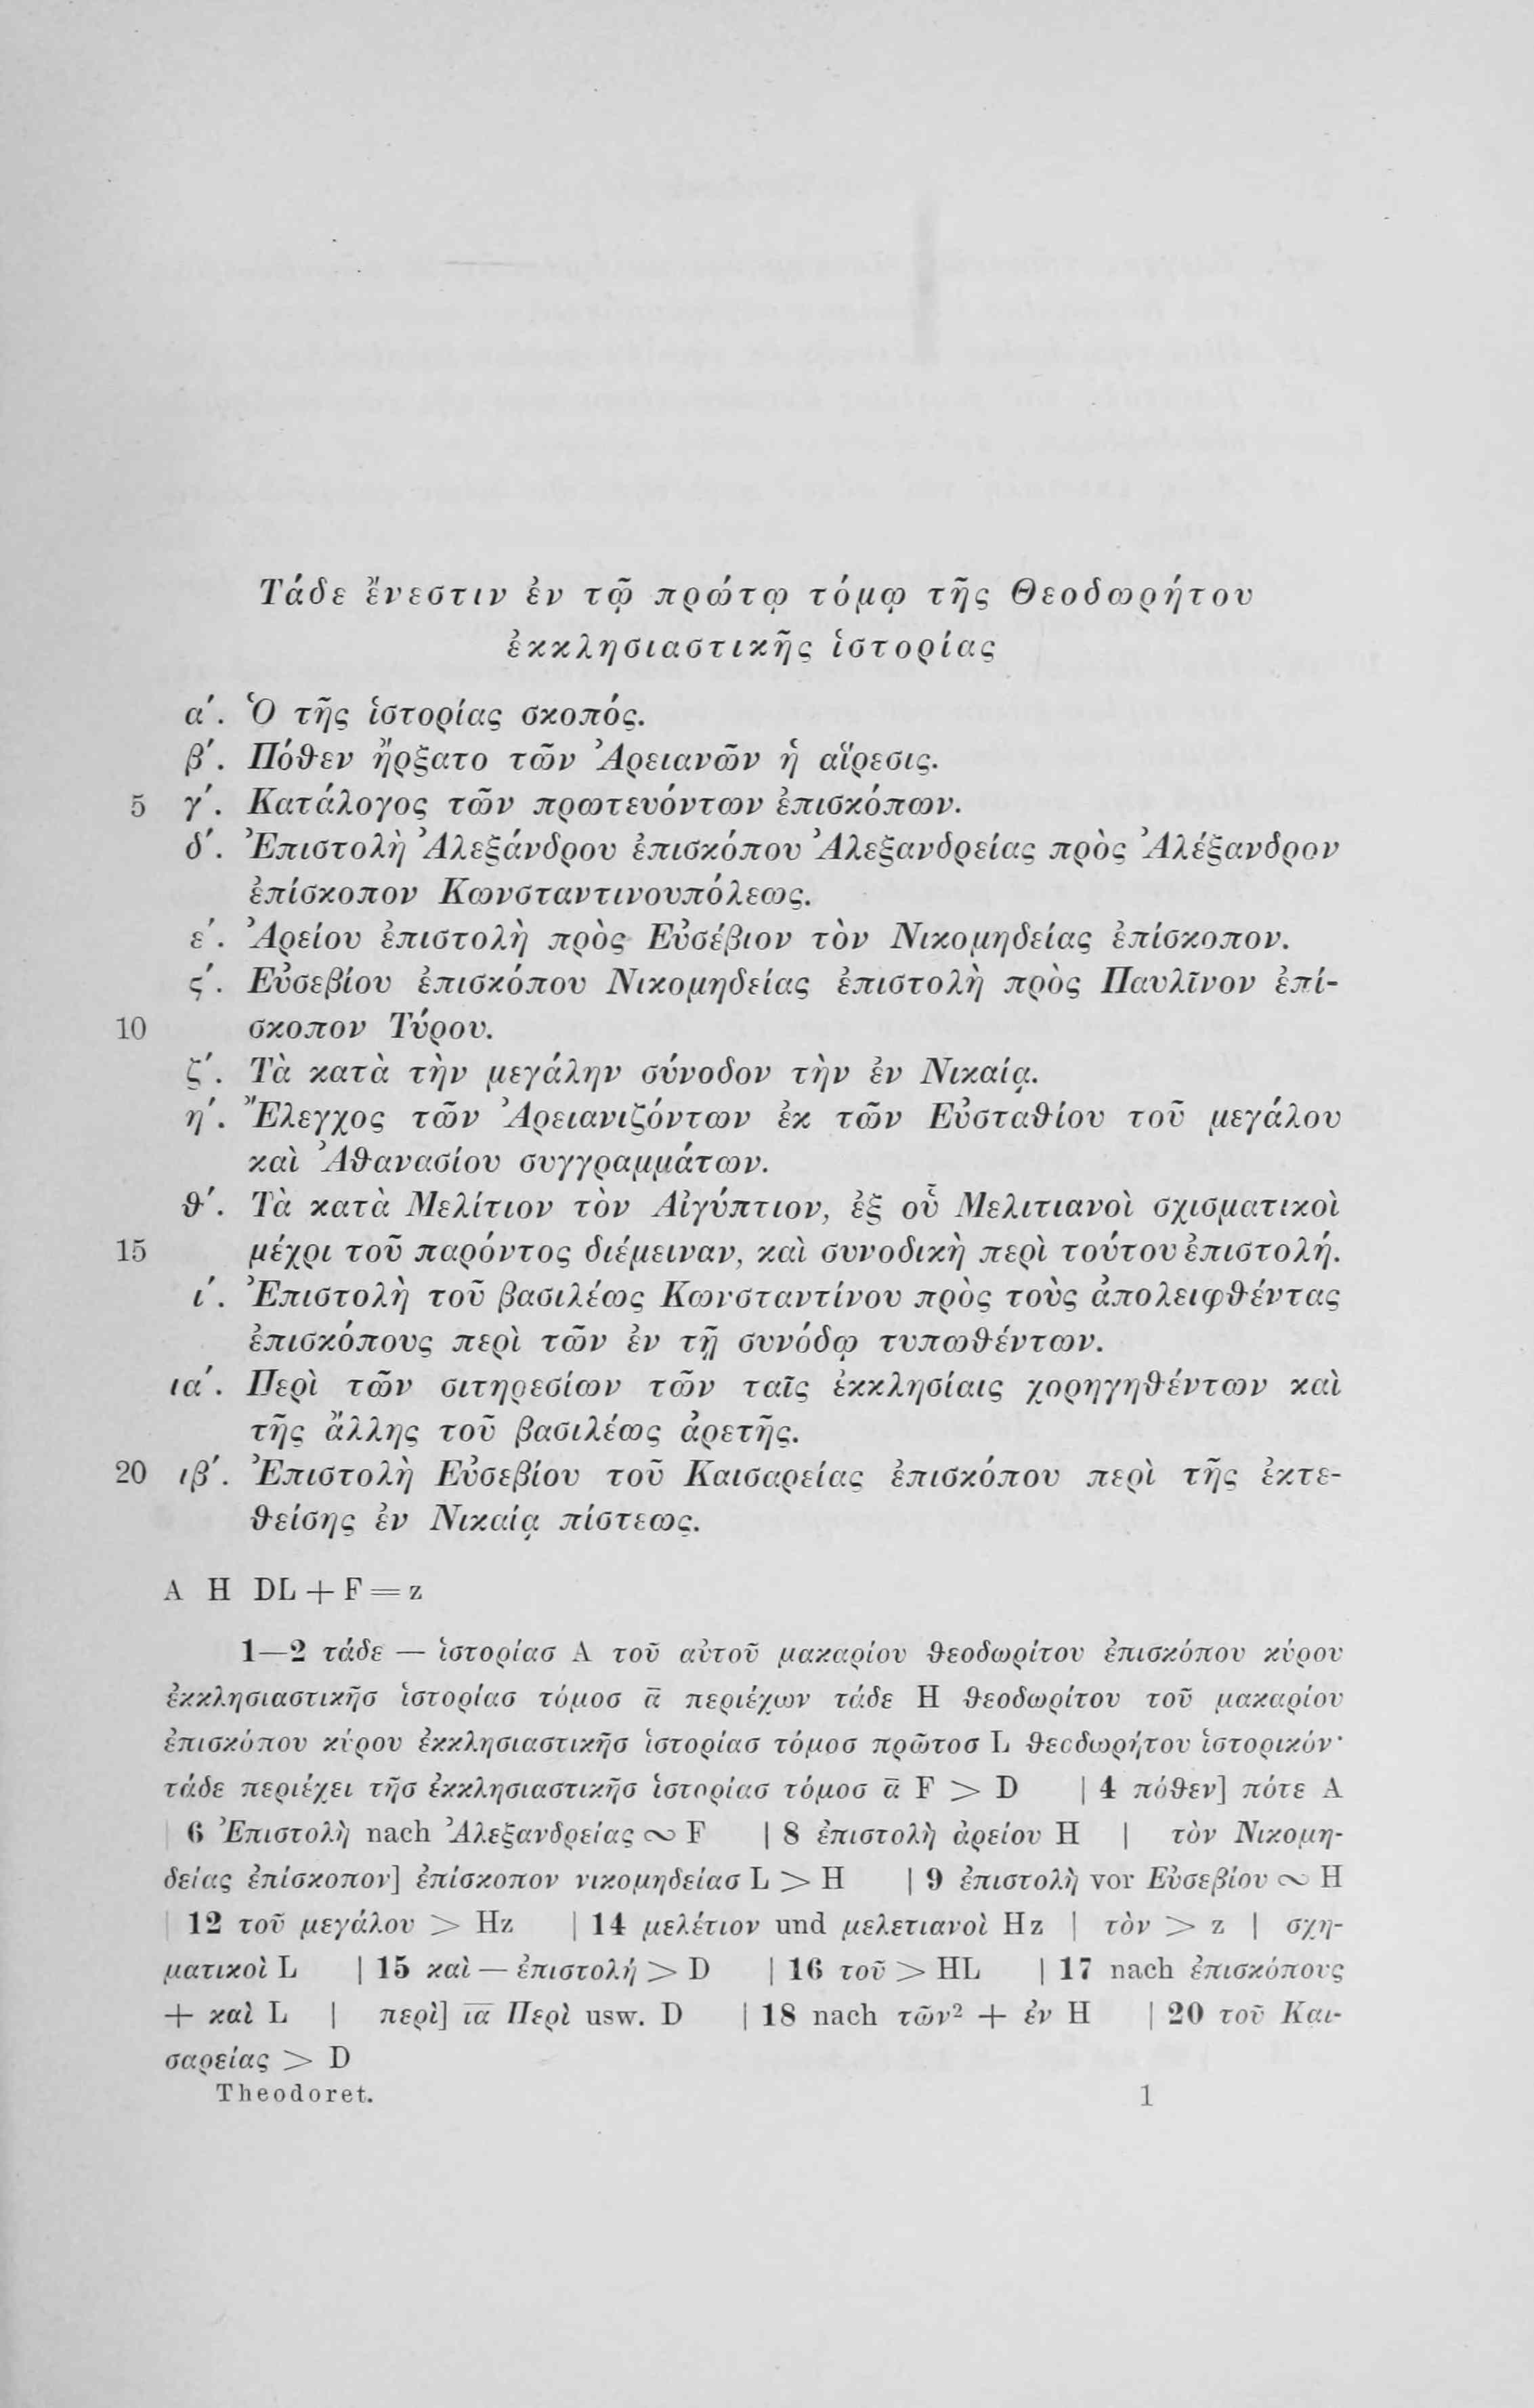 Τάδε ἔνεστιν ἐν τῷ πρώτῳ τόμῳ τῆς Θεοδωρήτου
ἐκκλησιαστικῆς ἱστορίας
α΄. Ὁ τῆς ἱστορίας σκοπός.
β΄. Πόθεν ἤρξατο τῶν Ἀρειανῶν ἡ αἵρεσις.
5 γ΄. Κατάλογος τῶν πρωτευόντων ἐπισκόπων.
δ΄. Ἐπιστολὴ Ἀλεξάνδρου ἐπισκόπου Ἀλεξανδρείας πρὸς Ἀλέξανδρον
ἐπίσκοπον Κωνσταντινουπόλεως.
ε΄. Ἀρείου ἐπιστολὴ πρὸς Εὐσέβιον τὸν Νικομηδείας ἐπίσκοπον.
ς΄. Εὐσεβίου ἐπισκόπου Νικομηδείας ἐπιστολὴ πρὸς Παυλῖνον ἐπί-
10 σκοπον Τύρου.
ζ΄. Τὰ κατὰ τὴν μεγάλην σύνοδον τὴν ἐν Νικαίᾳ.
η΄. Ἔλεγχος τῶν Ἀρειανιζόντων ἐκ τῶν Εὐσταθίου τοῦ μεγάλου
καὶ Ἀθανασίου συγγραμμάτων.
θ΄. Τὰ κατὰ Μελίτιον τὸν Αἰγύπτιον, ἐξ οὗ Μελιτιανοὶ σχισματικοὶ
15 μέχρι τοῦ παρόντος διέμειναν, καὶ συνοδικὴ περὶ τούτου ἐπιστολή.
ι΄. Ἐπιστολὴ τοῦ βασιλέως Κωνσταντίνου πρὸς τοὺς ἀπολειφθέντας
ἐπισκόπους περὶ τῶν ἐν τῇ συνόδῳ τυπωθέντων.
ια΄. Περὶ τῶν σιτηρεσίων τῶν ταῖς ἐκκλησίαις χορηγηθέντων καὶ
τῆς ἄλλης τοῦ βασιλέως ἀρετῆς.
20 ιβ΄. Ἐπιστολὴ Εὐσεβίου τοῦ Καισαρείας ἐπισκόπου περὶ τῆς ἐκτε-
θείσης ἐν Νικαίᾳ πίστεως.
A H DL + F = z
1—2 τάδε — ἱστορίασ A τοῦ αὐτοῦ μακαρίου θεοδωρίτου ἐπισκόπου κύρου
ἐκκλησιαστικῆσ ἱστορίασ τόμοσ ᾱ περιέχων τάδε H θεοδωρίτου τοῦ μακαρίου
ἐπισκόπου κύρου ἐκκλησιαστικῆσ ἱστορίασ τόμοσ πρῶτοσ L θεοδωρήτου ἱστορικόν·
τάδε περιέχει τῆσ ἐκκλησιαστικῆσ ἱστορίασ τόμοσ ᾱ F > D | 4 πόθεν] πότε A
| 6 Ἐπιστολὴ nach Ἀλεξανδρείας ∾ F | 8 ἐπιστολὴ ἀρείου H | τὸν Νικομη-
δείας ἐπίσκοπον] ἐπίσκοπον νικομηδείασ L > H | 9 ἐπιστολὴ vor Εὐσεβίου ∾ H
| 12 τοῦ μεγάλου > Hz | 14 μελέτιον und μελετιανοὶ Hz | τὸν > z | σχη-
ματικοὶ L | 15 καὶ — ἐπιστολή > D | 16 τοῦ > HL | 17 nach ἐπισκόπους
+ καὶ L | περὶ] ι̅α̅ Περὶ usw. D | 18 nach τῶν² + ἐν H | 20 τοῦ Και-
σαρείας > D
Theodoret. 1